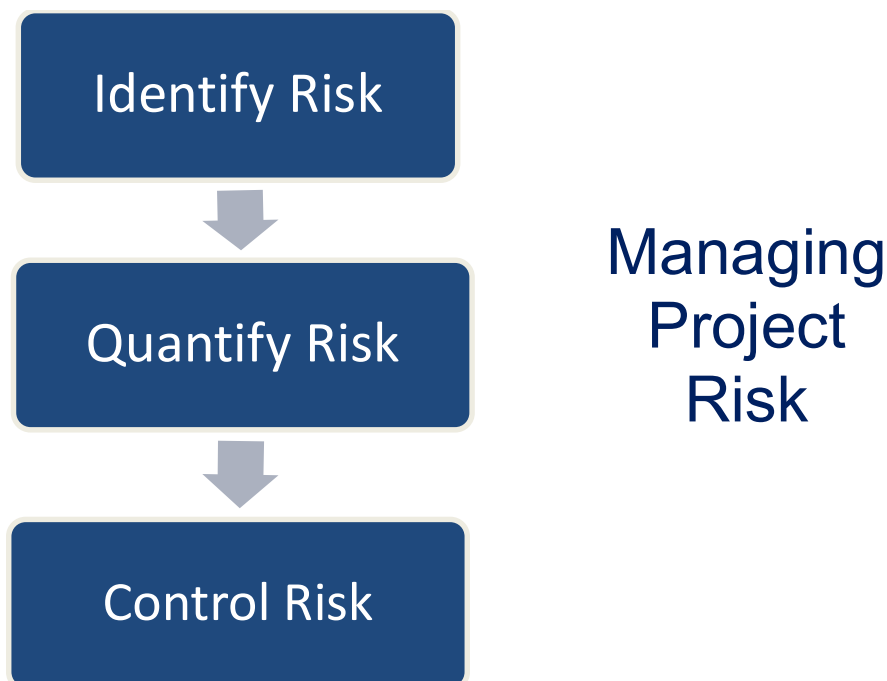 Identify Risk
Quantify Risk
Control Risk
Managing
Project
Risk